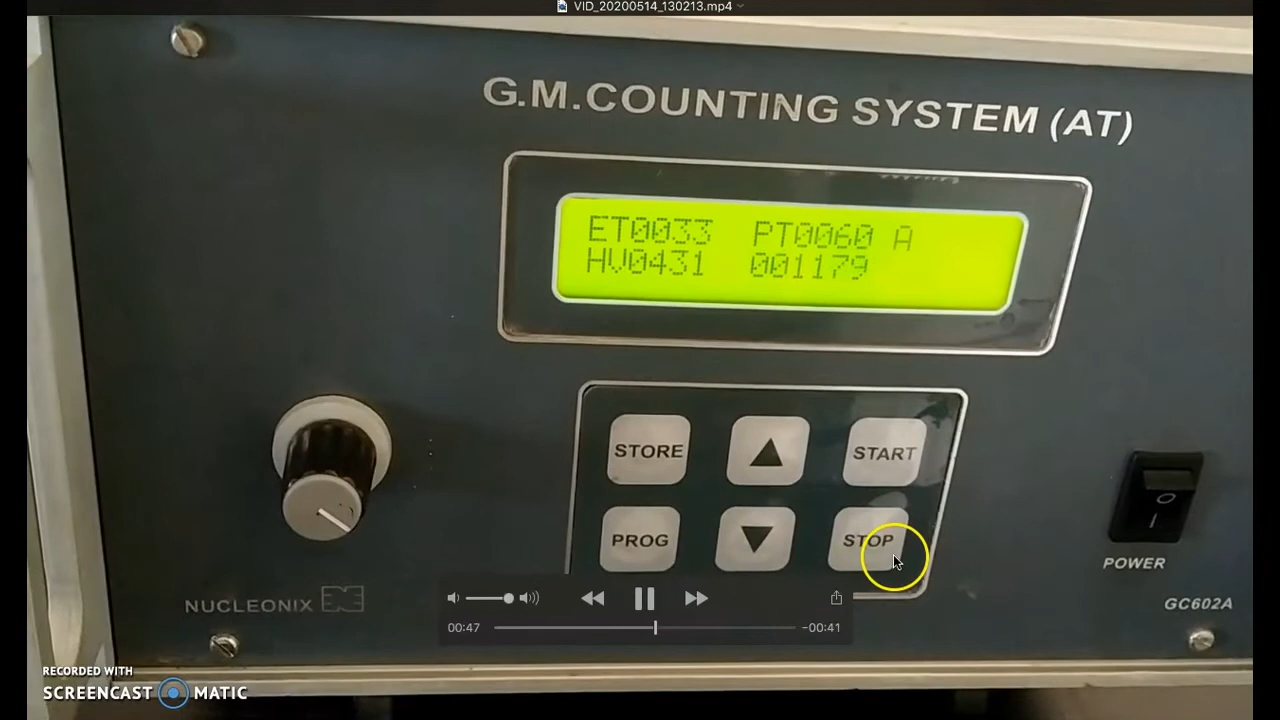 VID_20200514_130213.mp4
G.M.COUNTING SYSTEM (AT)
ET0033 PT0060 A
HV0431 001179
STORE ▲ START
PROG ▼ STOP
POWER
NUCLEONIX
GC602A
00:47 −00:41
RECORDED WITH
SCREENCAST MATIC